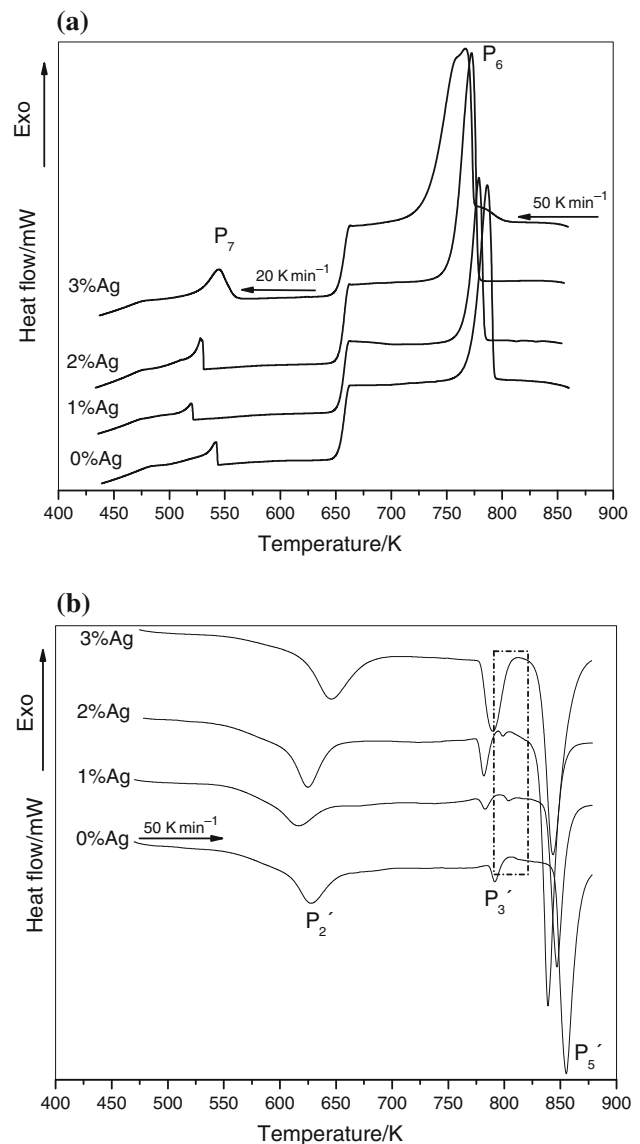 (a)
Exo
Heat flow/mW
P6
50 K min⁻¹
P7
20 K min⁻¹
3%Ag
2%Ag
1%Ag
0%Ag
400 450 500 550 600 650 700 750 800 850 900
Temperature/K
(b)
Exo
Heat flow/mW
3%Ag
2%Ag
1%Ag
50 K min⁻¹
0%Ag
P2´
P3´
P5´
400 450 500 550 600 650 700 750 800 850 900
Temperature/K